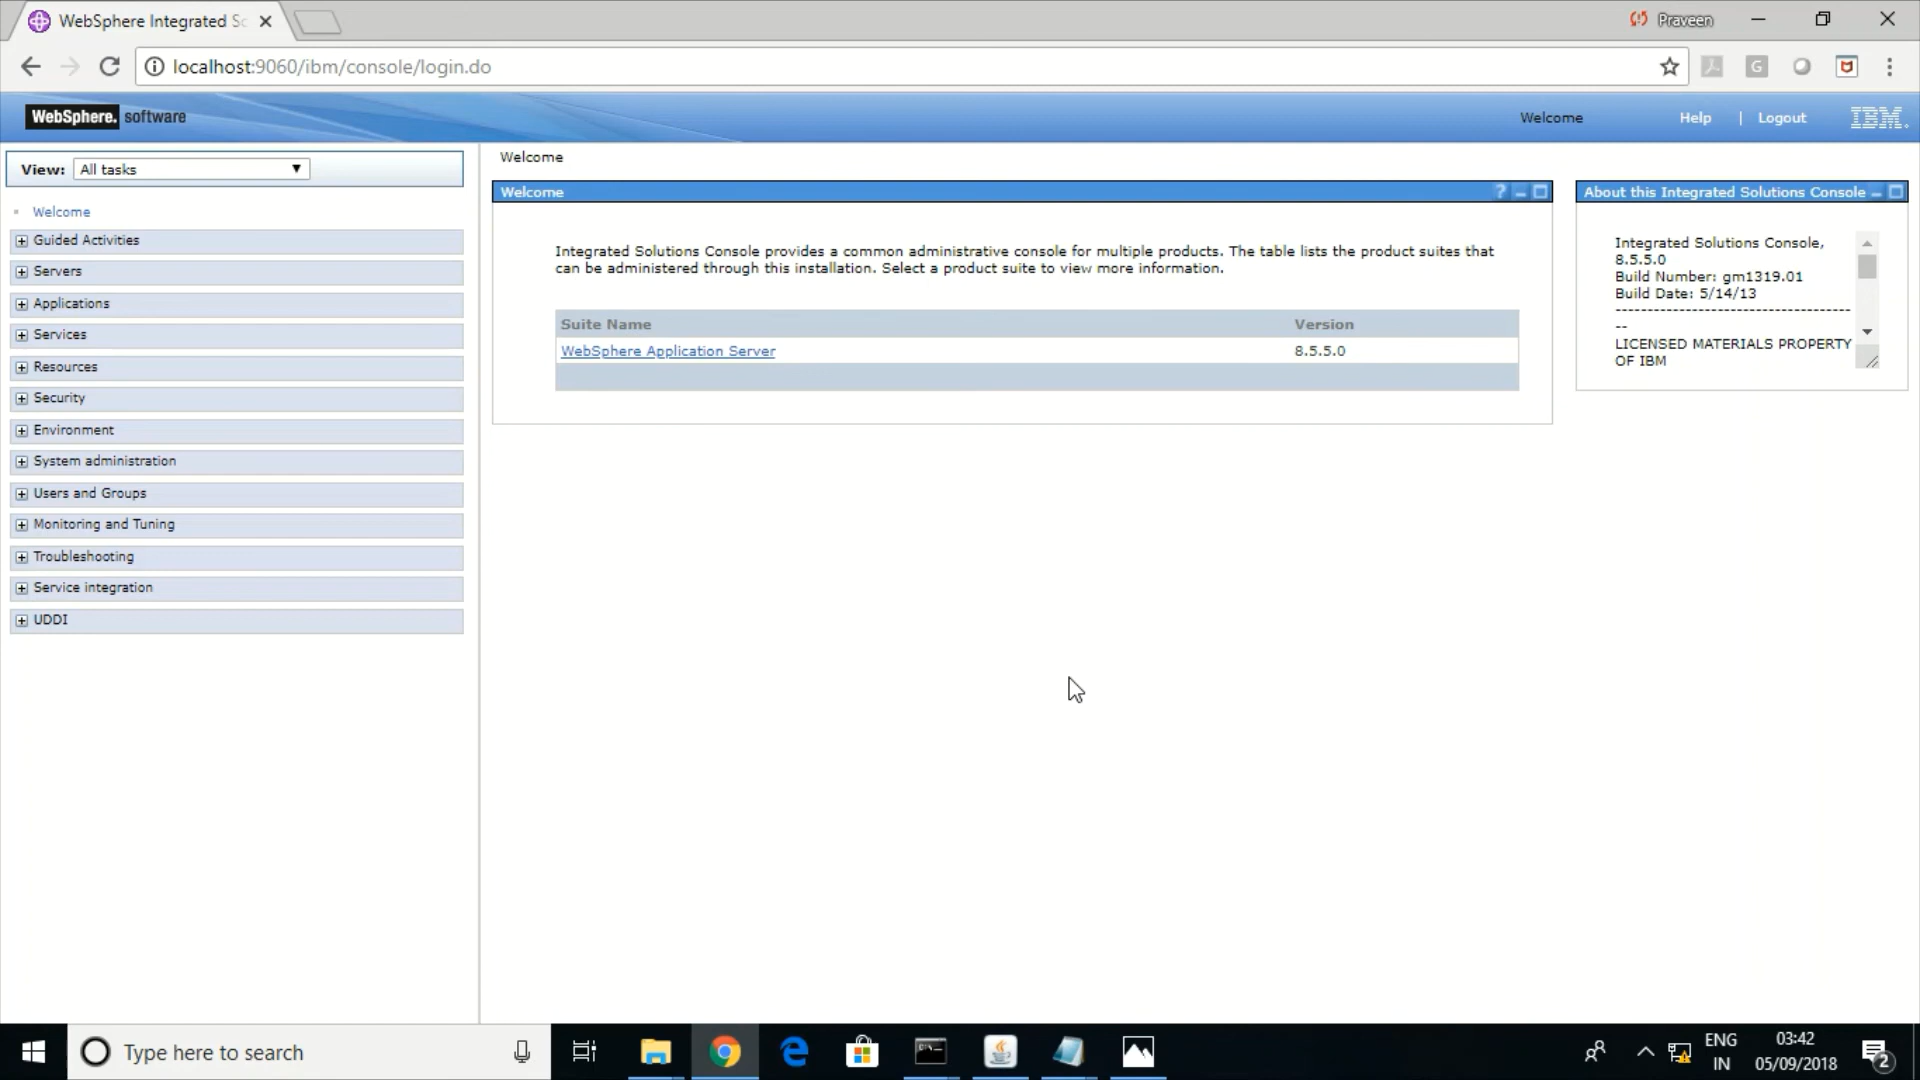 WebSphere Integrated Sc
Praveen
localhost:9060/ibm/console/login.do
WebSphere. software
Welcome
Help | Logout
IBM.
View: All tasks
Welcome
Guided Activities
Servers
Applications
Services
Resources
Security
Environment
System administration
Users and Groups
Monitoring and Tuning
Troubleshooting
Service integration
UDDI
Welcome
Welcome
Integrated Solutions Console provides a common administrative console for multiple products. The table lists the product suites that
can be administered through this installation. Select a product suite to view more information.
Suite Name Version
WebSphere Application Server 8.5.5.0
About this Integrated Solutions Console
Integrated Solutions Console,
8.5.5.0
Build Number: gm1319.01
Build Date: 5/14/13
-----------------------------------
--
LICENSED MATERIALS PROPERTY
OF IBM
Type here to search
ENG
IN
03:42
05/09/2018
2